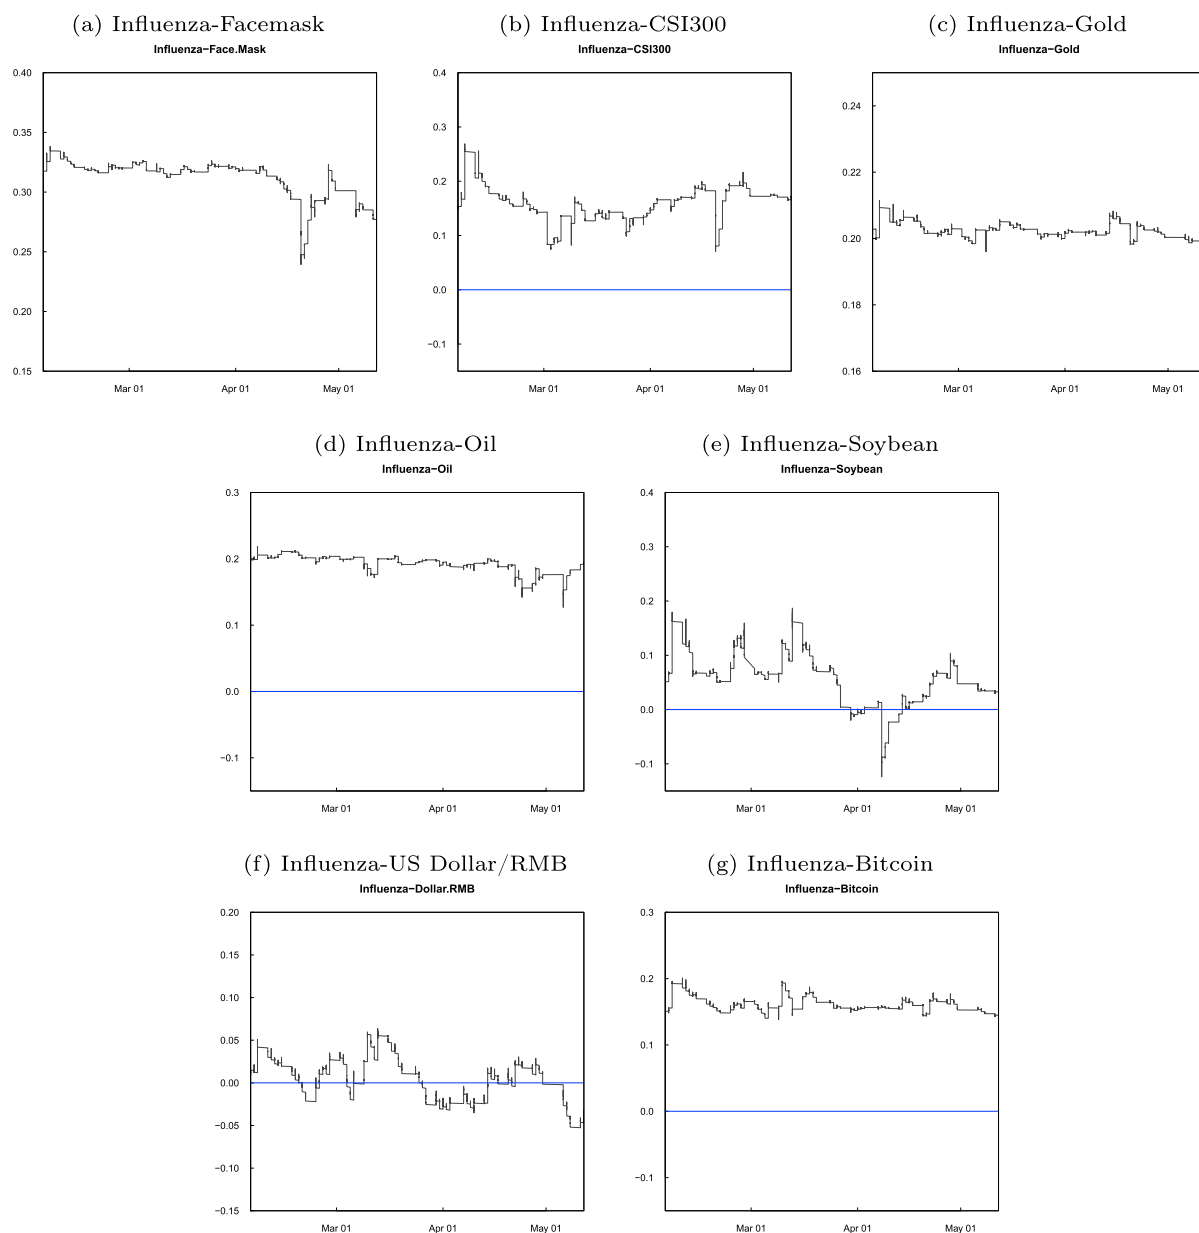 (a) Influenza-Facemask
(b) Influenza-CSI300
(c) Influenza-Gold
Influenza−Face.Mask
Influenza−CSI300
Influenza−Gold
0.40
0.35
0.30
0.25
0.20
0.15
Mar 01
Apr 01
May 01
0.4
0.3
0.2
0.1
0.0
−0.1
Mar 01
Apr 01
May 01
0.24
0.22
0.20
0.18
0.16
Mar 01
Apr 01
May 01
(d) Influenza-Oil
(e) Influenza-Soybean
Influenza−Oil
Influenza−Soybean
0.3
0.2
0.1
0.0
−0.1
Mar 01
Apr 01
May 01
0.4
0.3
0.2
0.1
0.0
−0.1
Mar 01
Apr 01
May 01
(f) Influenza-US Dollar/RMB
(g) Influenza-Bitcoin
Influenza−Dollar.RMB
Influenza−Bitcoin
0.20
0.15
0.10
0.05
0.00
−0.05
−0.10
−0.15
Mar 01
Apr 01
May 01
0.3
0.2
0.1
0.0
−0.1
Mar 01
Apr 01
May 01